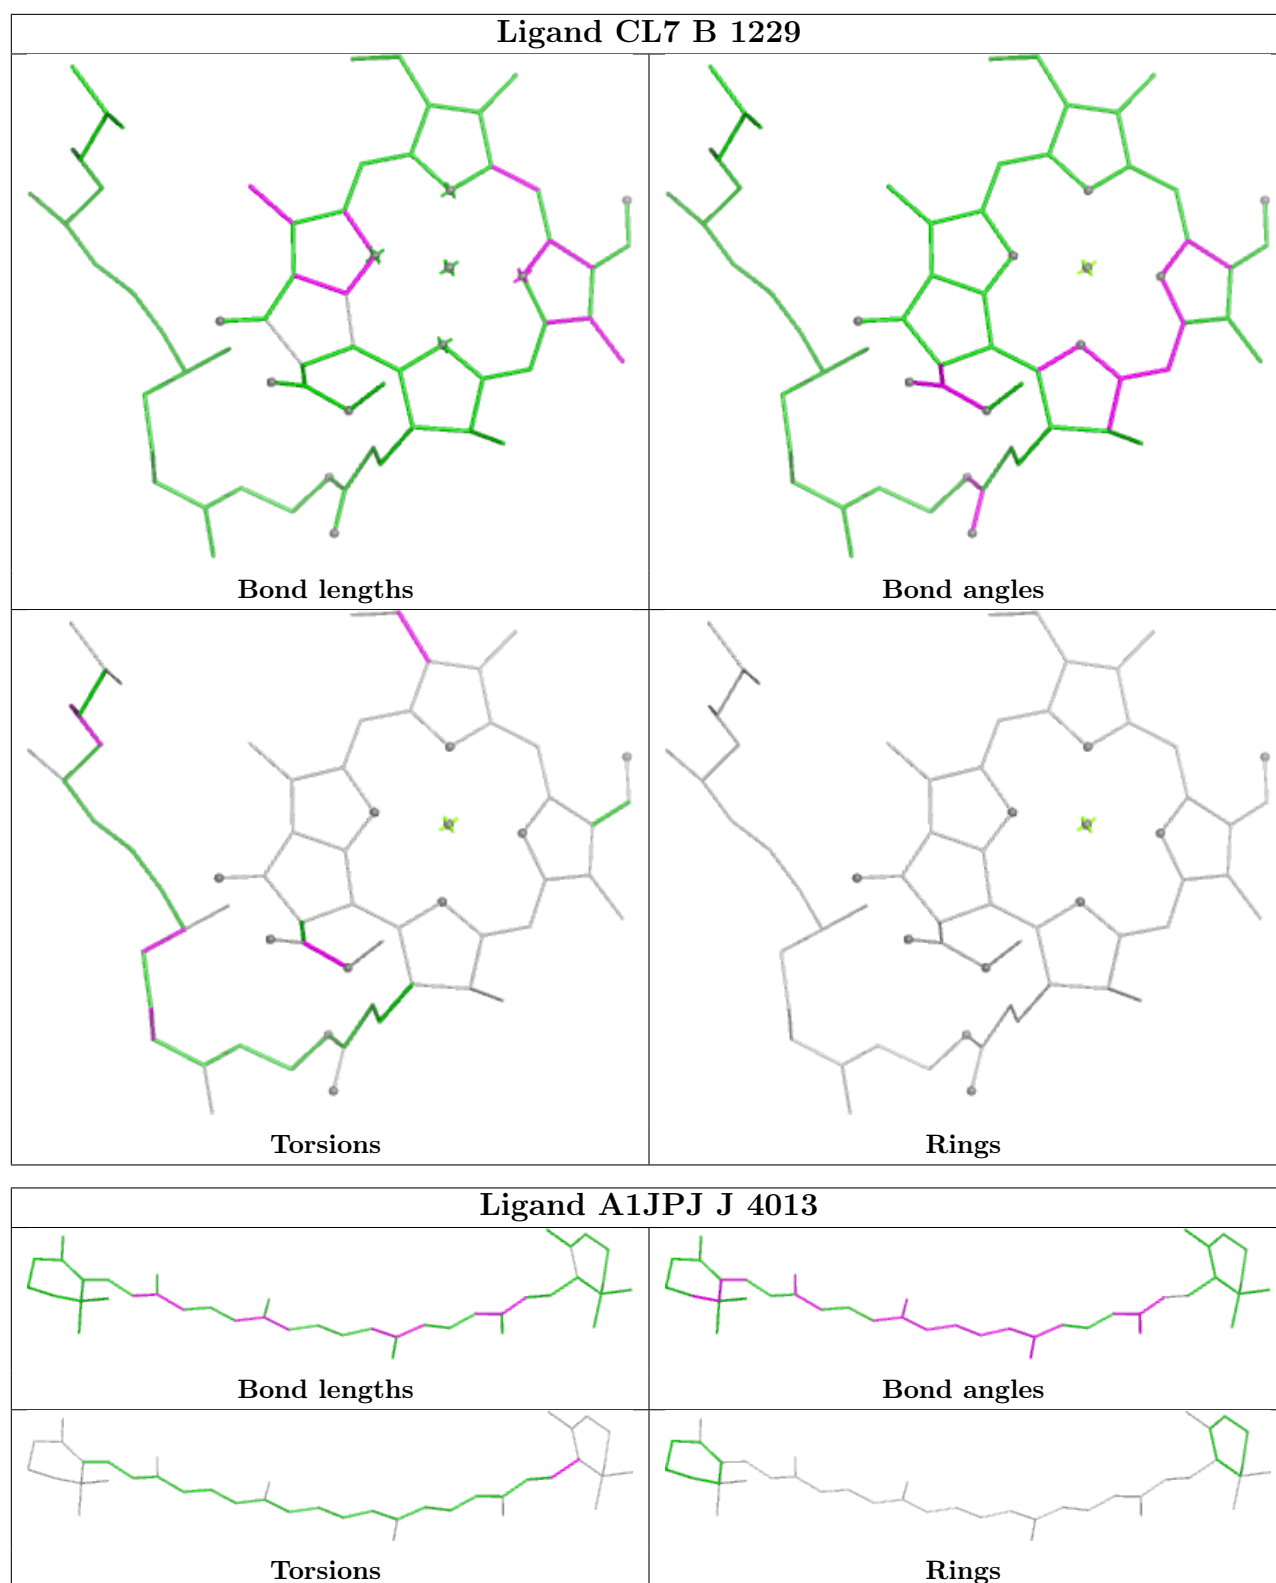 Ligand CL7 B 1229
Bond lengths
Bond angles
Torsions
Rings
Ligand A1JPJ J 4013
Bond lengths
Bond angles
Torsions
Rings